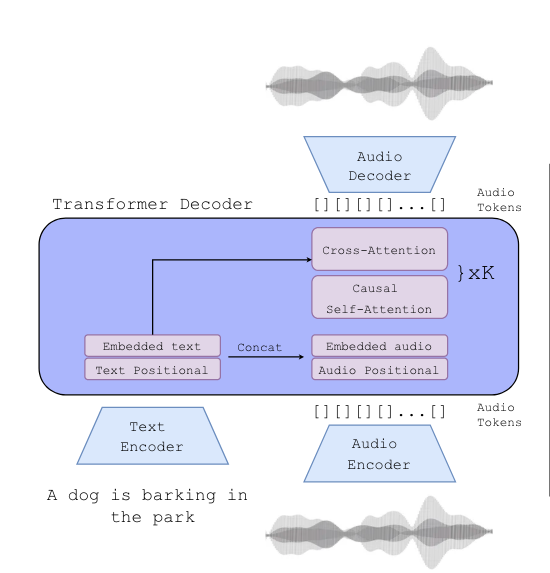 Audio
Decoder
Transformer Decoder
[][][][]...[]
Audio
Tokens
Cross-Attention
}xK
Causal
Self-Attention
Embedded text
Concat
Embedded audio
Text Positional
Audio Positional
[][][][]...[]
Audio
Tokens
Text
Encoder
Audio
Encoder
A dog is barking in
the park